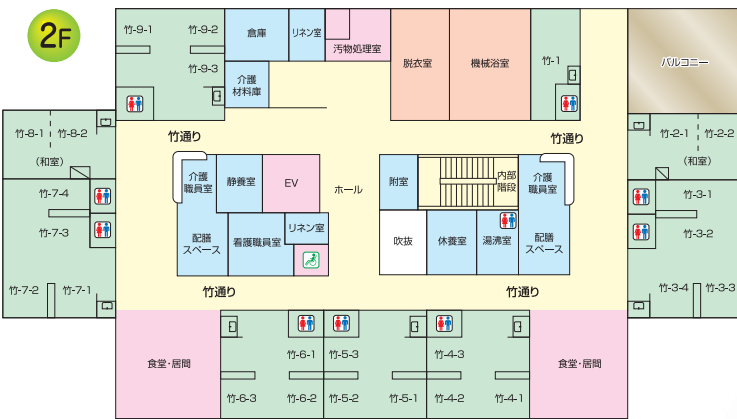 2F
竹-9-1
竹-9-2
竹-9-3
倉庫
リネン室
汚物処理室
介護
材料庫
脱衣室
機械浴室
竹-1
バルコニー
竹-8-1
竹-8-2
(和室)
竹通り
竹通り
竹-2-1
竹-2-2
(和室)
竹-7-4
竹-7-3
竹-7-2
竹-7-1
介護
職員室
静養室
EV
ホール
附室
内部
階段
介護
職員室
配膳
スペース
看護職員室
リネン室
吹抜
休養室
湯沸室
配膳
スペース
竹-3-1
竹-3-2
竹-3-4
竹-3-3
竹通り
竹通り
食堂・居間
竹-6-1
竹-5-3
竹-4-3
食堂・居間
竹-6-3
竹-6-2
竹-5-2
竹-5-1
竹-4-2
竹-4-1